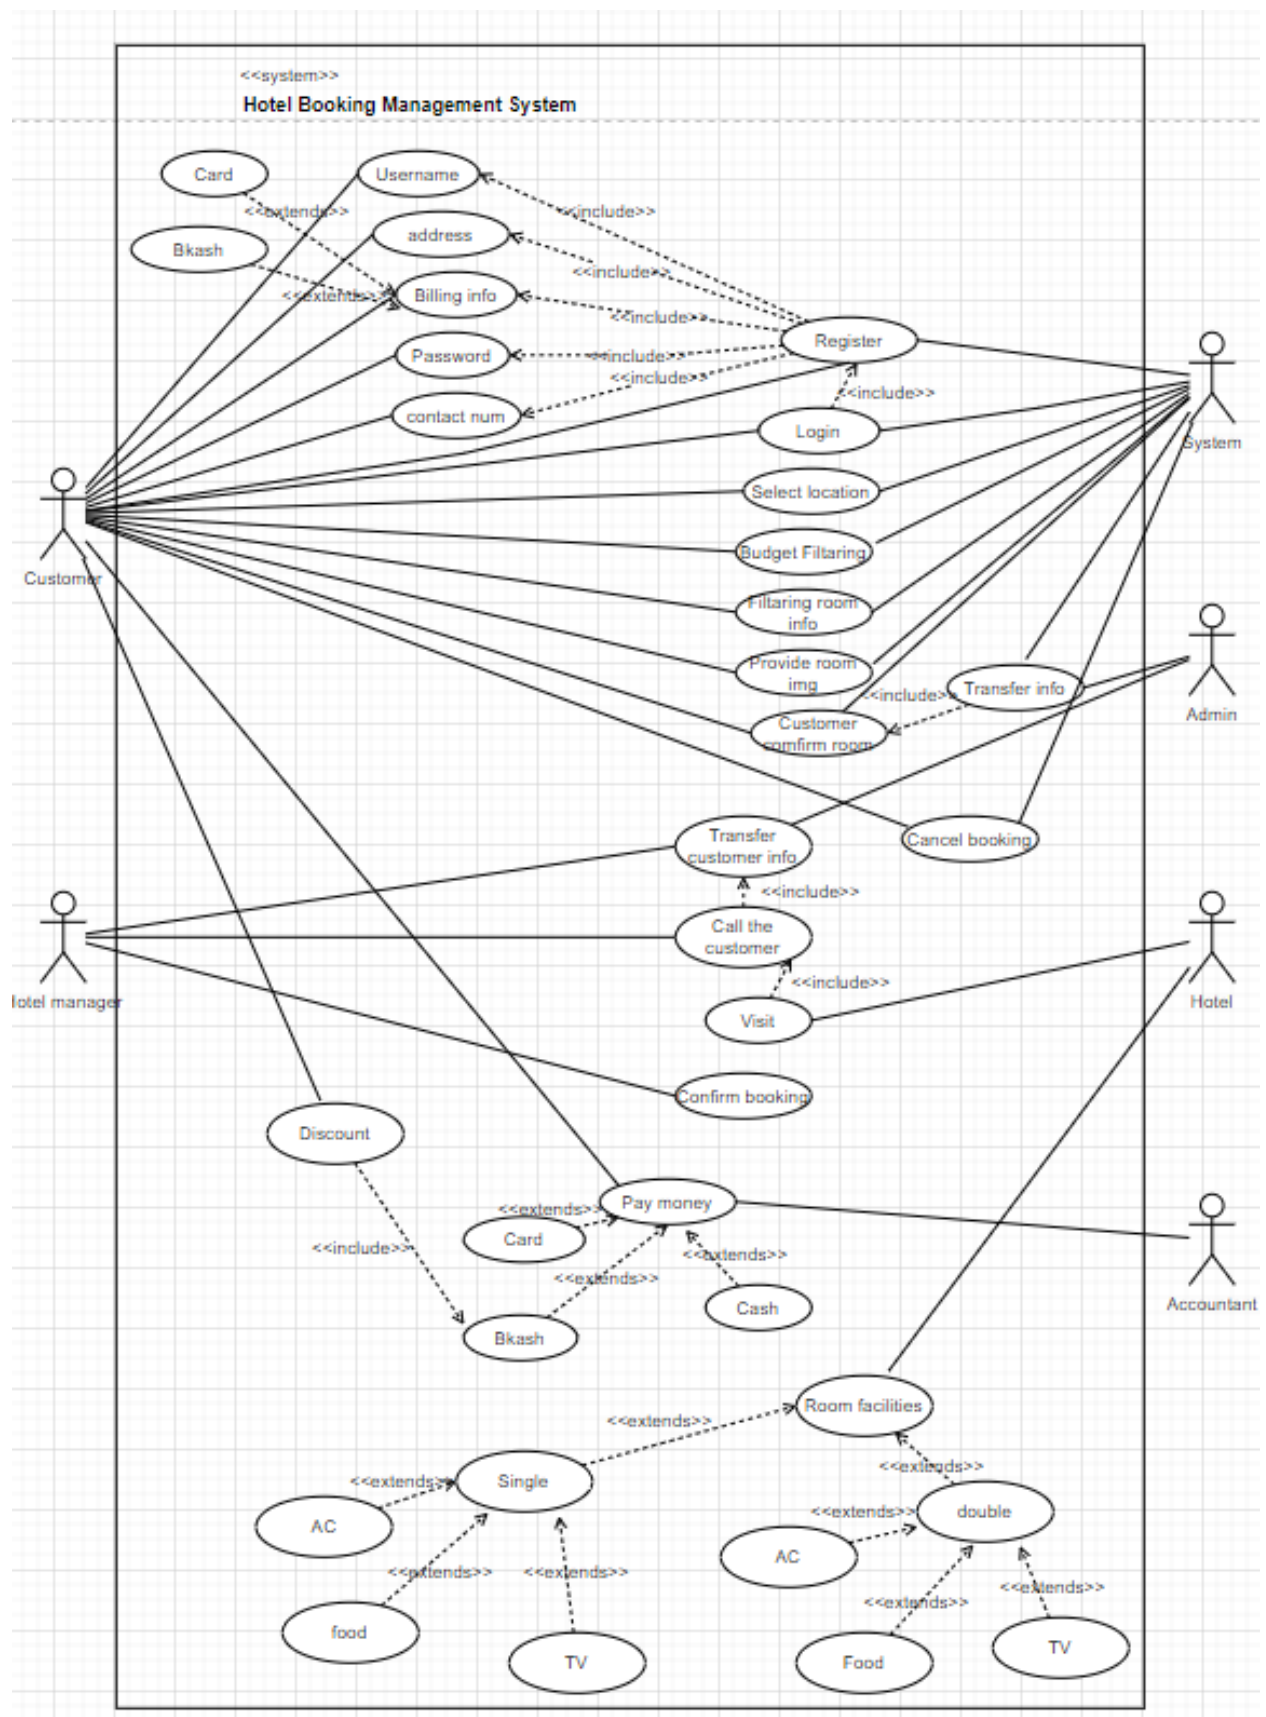 <<system>>
Hotel Booking Management System
Card
Username
<<extends>>
<<include>>
address
Bkash
<<include>>
<<extends>>
Billing info
<<include>>
Register
Password
<<include>>
<<include>>
<<include>>
contact num
Login
System
Select location
Budget Filtaring
Customer
Filtaring room
info
Provide room
img
<<include>>
Transfer info
Admin
Customer
comfirm room
Transfer
customer info
Cancel booking
<<include>>
Call the
customer
<<include>>
Hotel manager
Hotel
Visit
Confirm booking
Discount
Pay money
<<extends>>
Card
<<include>>
<<extends>>
<<extends>>
Cash
Accountant
Bkash
Room facilities
<<extends>>
<<extends>>
<<extends>>
Single
<<extends>>
double
AC
AC
<<extends>>
<<extends>>
<<extends>>
<<extends>>
food
TV
Food
TV